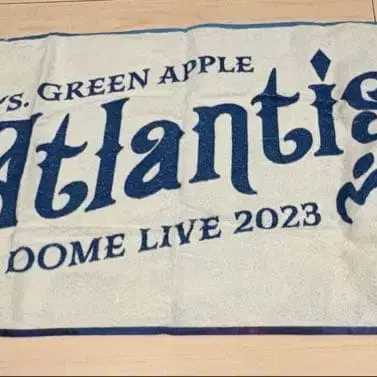 s. GREEN APPLE
Atlantis
DOME LIVE 2023